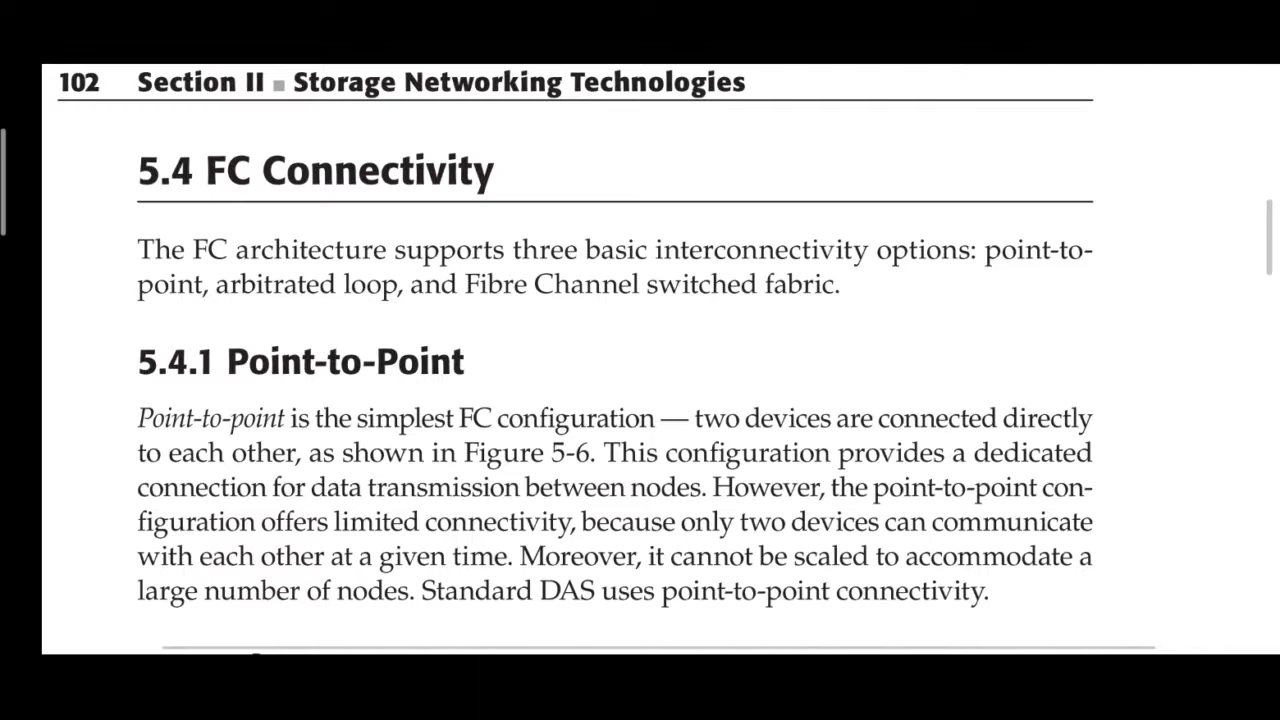 102 Section II ■ Storage Networking Technologies
5.4 FC Connectivity
The FC architecture supports three basic interconnectivity options: point-to-
point, arbitrated loop, and Fibre Channel switched fabric.
5.4.1 Point-to-Point
Point-to-point is the simplest FC configuration — two devices are connected directly
to each other, as shown in Figure 5-6. This configuration provides a dedicated
connection for data transmission between nodes. However, the point-to-point con-
figuration offers limited connectivity, because only two devices can communicate
with each other at a given time. Moreover, it cannot be scaled to accommodate a
large number of nodes. Standard DAS uses point-to-point connectivity.